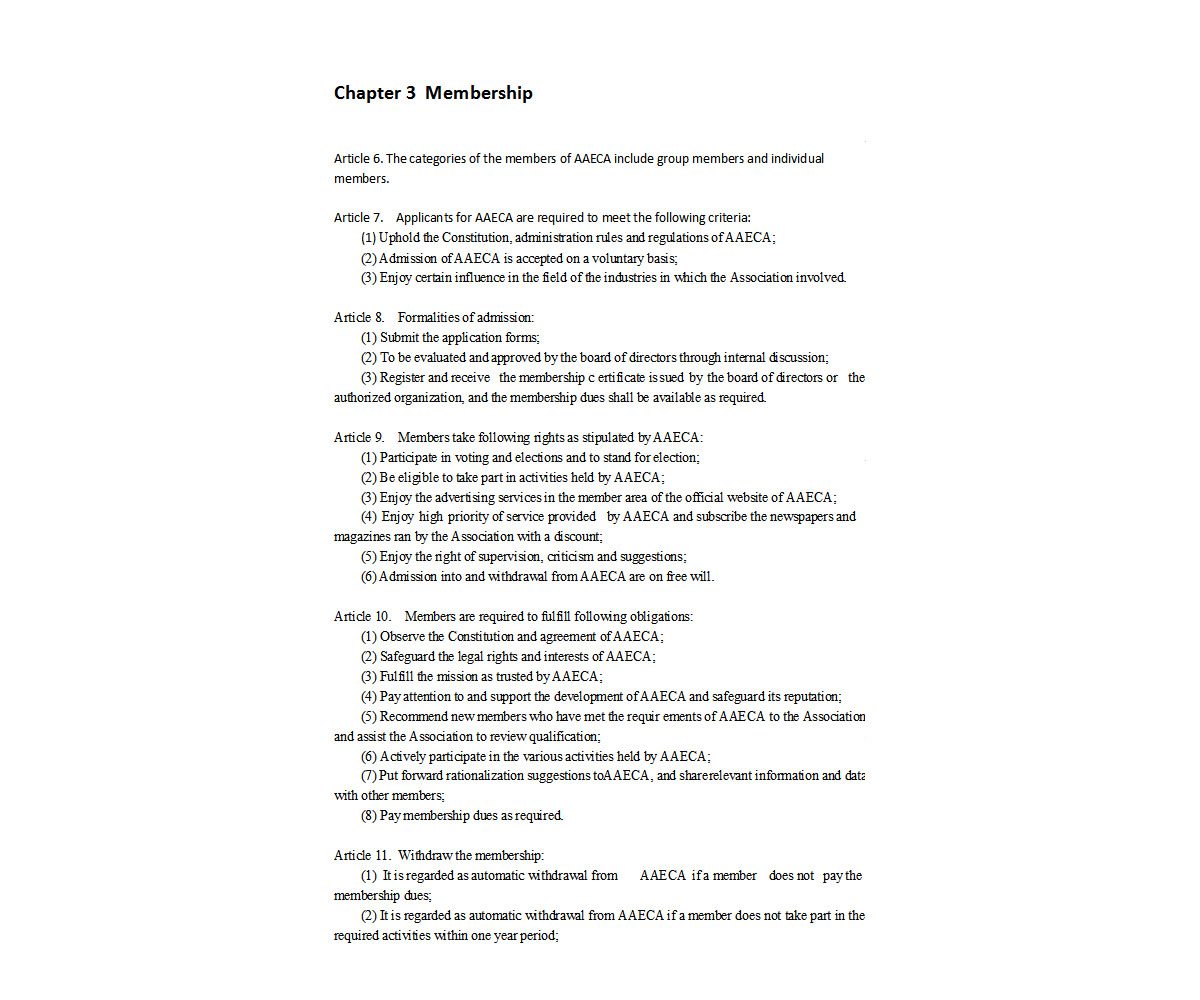 Chapter 3 Membership
Article 6. The categories of the members of AAECA include group members and individual
members.
Article 7. Applicants for AAECA are required to meet the following criteria:
(1) Uphold the Constitution, administration rules and regulations of AAECA;
(2) Admission of AAECA is accepted on a voluntary basis;
(3) Enjoy certain influence in the field of the industries in which the Association involved.
Article 8. Formalities of admission:
(1) Submit the application forms;
(2) To be evaluated and approved by the board of directors through internal discussion;
(3) Register and receive the membership c ertificate issued by the board of directors or the
authorized organization, and the membership dues shall be available as required.
Article 9. Members take following rights as stipulated by AAECA:
(1) Participate in voting and elections and to stand for election;
(2) Be eligible to take part in activities held by AAECA;
(3) Enjoy the advertising services in the member area of the official website of AAECA;
(4) Enjoy high priority of service provided by AAECA and subscribe the newspapers and
magazines ran by the Association with a discount;
(5) Enjoy the right of supervision, criticism and suggestions;
(6) Admission into and withdrawal from AAECA are on free will.
Article 10. Members are required to fulfill following obligations:
(1) Observe the Constitution and agreement of AAECA;
(2) Safeguard the legal rights and interests of AAECA;
(3) Fulfill the mission as trusted by AAECA;
(4) Pay attention to and support the development of AAECA and safeguard its reputation;
(5) Recommend new members who have met the requir ements of AAECA to the Association
and assist the Association to review qualification;
(6) Actively participate in the various activities held by AAECA;
(7) Put forward rationalization suggestions toAAECA, and share relevant information and data
with other members;
(8) Pay membership dues as required.
Article 11. Withdraw the membership:
(1) It is regarded as automatic withdrawal from AAECA if a member does not pay the
membership dues;
(2) It is regarded as automatic withdrawal from AAECA if a member does not take part in the
required activities within one year period;